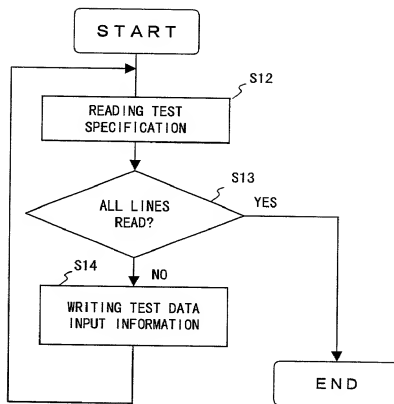 START
S12
READING TEST
SPECIFICATION
S13
ALL LINES
READ?
YES
NO
S14
WRITING TEST DATA
INPUT INFORMATION
END